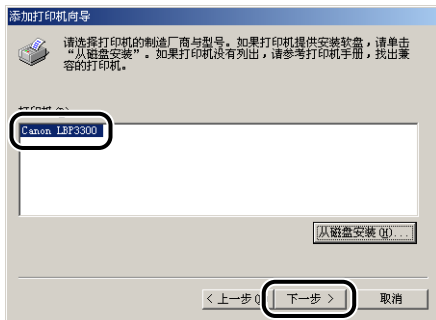 添加打印机向导
请选择打印机的制造厂商与型号。如果打印机提供安装软盘，请单击
“从磁盘安装”。如果打印机没有列出，请参考打印机手册，找出兼
容的打印机。
Canon LBP3300
从磁盘安装(H)...
< 上一步
下一步 >
取消